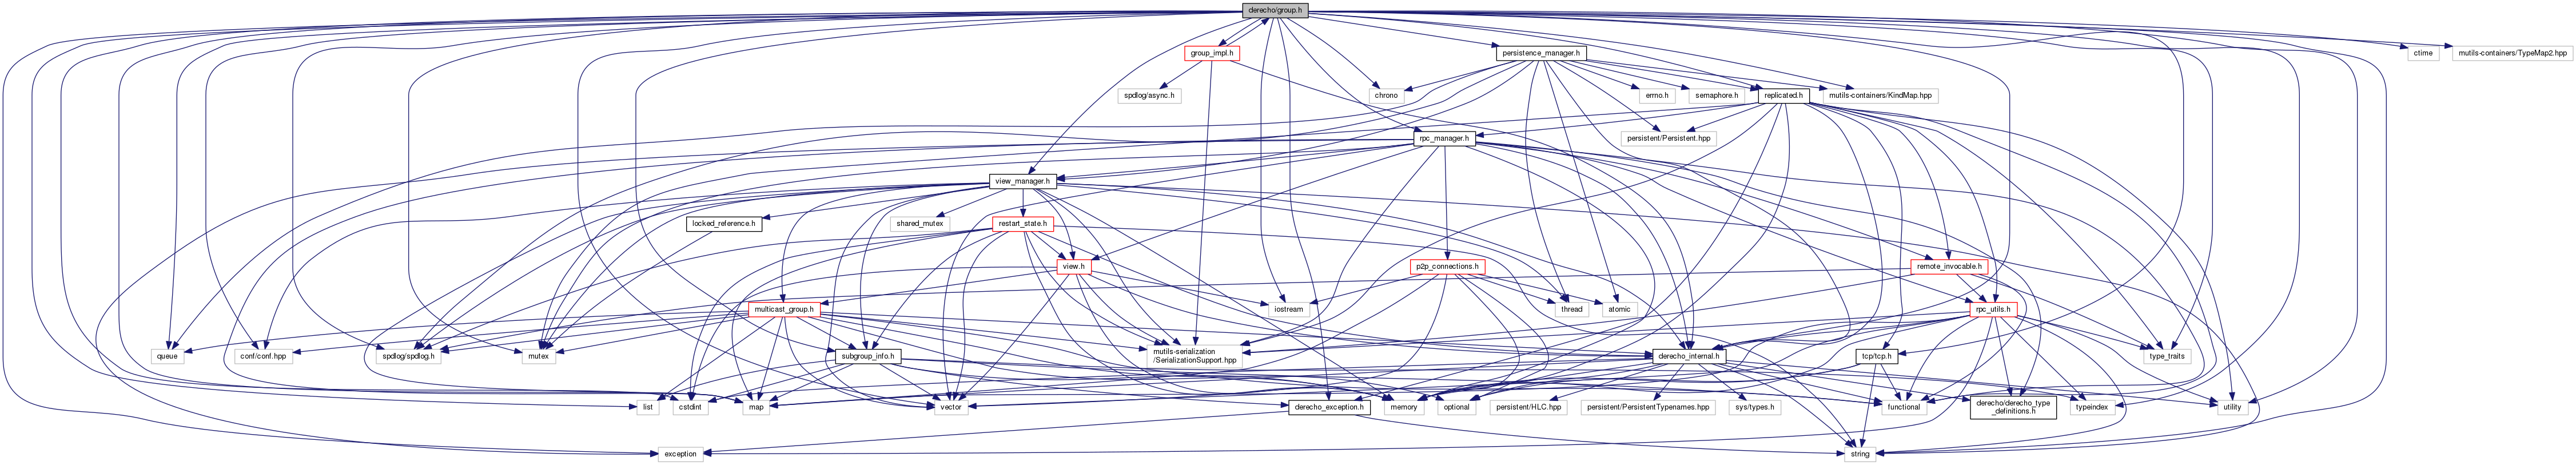 derecho/group.h
group_impl.h
persistence_manager.h
ctime
mutils-containers/TypeMap2.hpp
spdlog/async.h
chrono
errno.h
semaphore.h
replicated.h
mutils-containers/KindMap.hpp
rpc_manager.h
persistent/Persistent.hpp
view_manager.h
locked_reference.h
shared_mutex
restart_state.h
view.h
p2p_connections.h
remote_invocable.h
multicast_group.h
iostream
thread
atomic
rpc_utils.h
queue
conf/conf.hpp
spdlog/spdlog.h
mutex
subgroup_info.h
mutils-serialization
/SerializationSupport.hpp
derecho_internal.h
tcp/tcp.h
type_traits
list
cstdint
map
vector
derecho_exception.h
memory
optional
persistent/HLC.hpp
persistent/PersistentTypenames.hpp
sys/types.h
functional
derecho/derecho_type
_definitions.h
typeindex
utility
exception
string